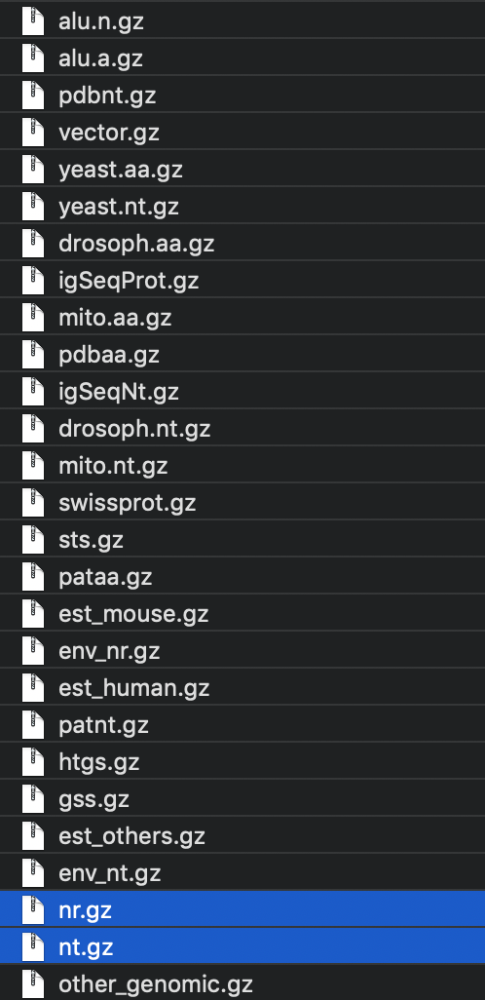 alu.n.gz
alu.a.gz
pdbnt.gz
vector.gz
yeast.aa.gz
yeast.nt.gz
drosoph.aa.gz
igSeqProt.gz
mito.aa.gz
pdbaa.gz
igSeqNt.gz
drosoph.nt.gz
mito.nt.gz
swissprot.gz
sts.gz
pataa.gz
est_mouse.gz
env_nr.gz
est_human.gz
patnt.gz
htgs.gz
gss.gz
est_others.gz
env_nt.gz
nr.gz
nt.gz
other_genomic.gz